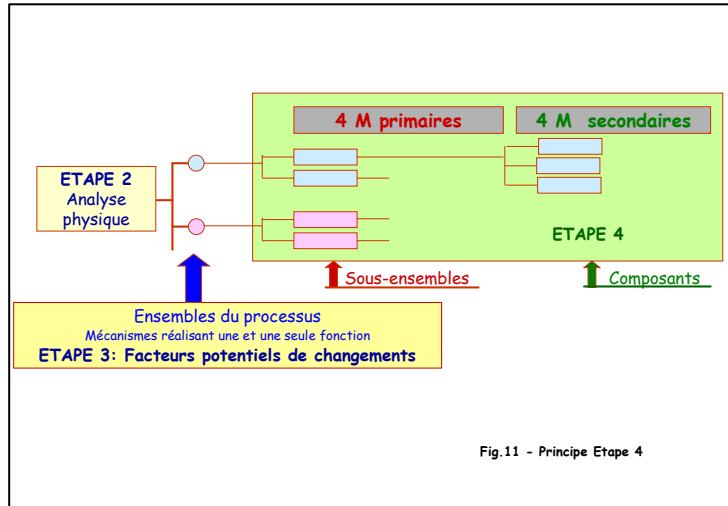 4 M primaires
4 M secondaires
ETAPE 2
Analyse
physique
ETAPE 4
Sous-ensembles
Composants
Ensembles du processus
Mécanismes réalisant une et une seule fonction
ETAPE 3: Facteurs potentiels de changements
Fig.11 - Principe Etape 4